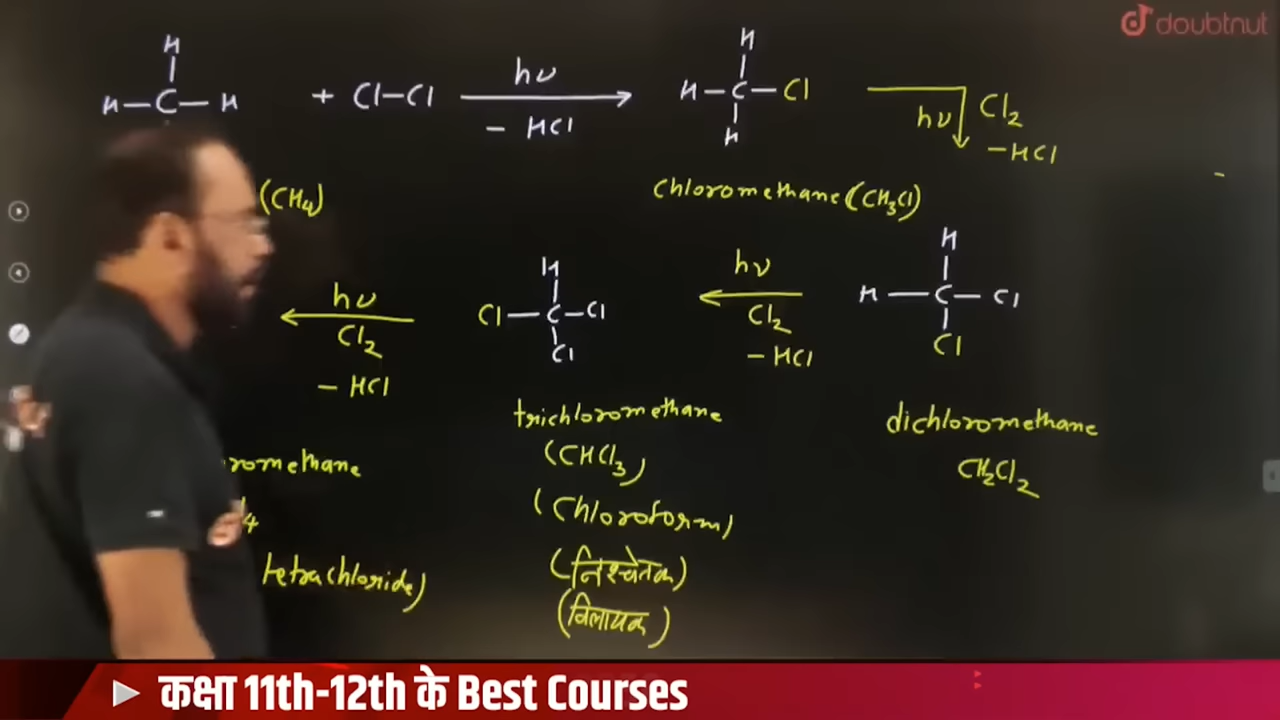 doubtnut
H
H—C—H + Cl—Cl hν H—C—Cl hν Cl₂
H
– HCl
H
–HCl
(CH₄) Chloromethane (CH₃Cl)
H
H hν H—C—Cl
hν Cl—C—Cl Cl₂ Cl
Cl₂ Cl – HCl
– HCl
trichloromethane dichloromethane
romethane (CHCl₃) CH₂Cl₂
4 (Chloroform)
tetrachloride) (निश्चेतक)
(विलायक)
कक्षा 11th-12th के Best Courses